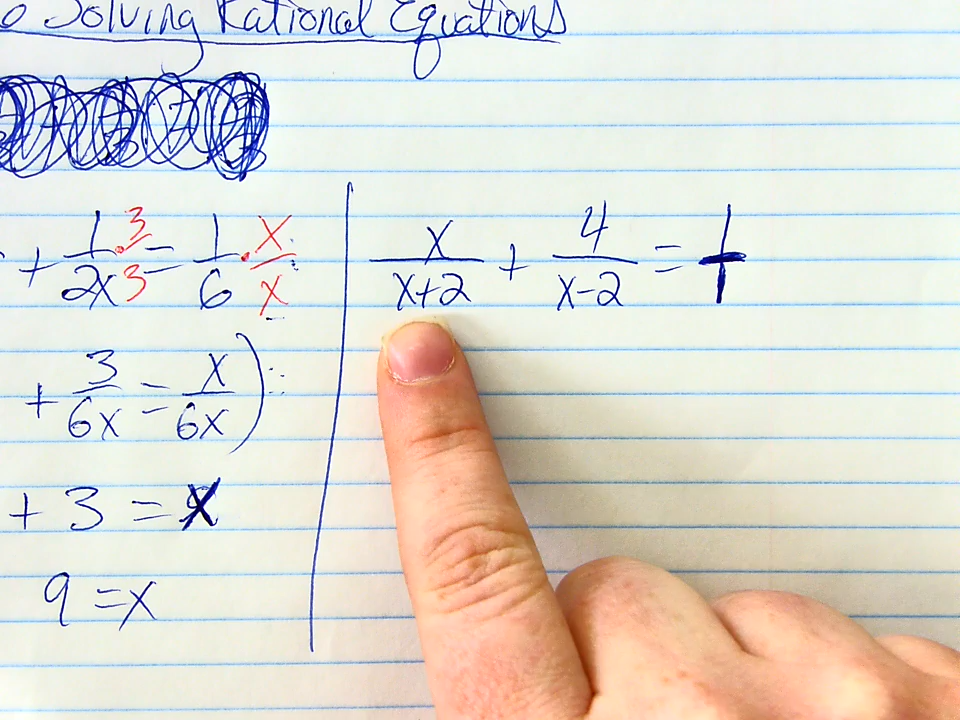 Solving Rational Equations
+ 1/2x · 3/3 = 1/6 · x/x
+ 3/6x = x/6x )
+ 3 = x
9 = x
x/x+2 + 4/x-2 = 1